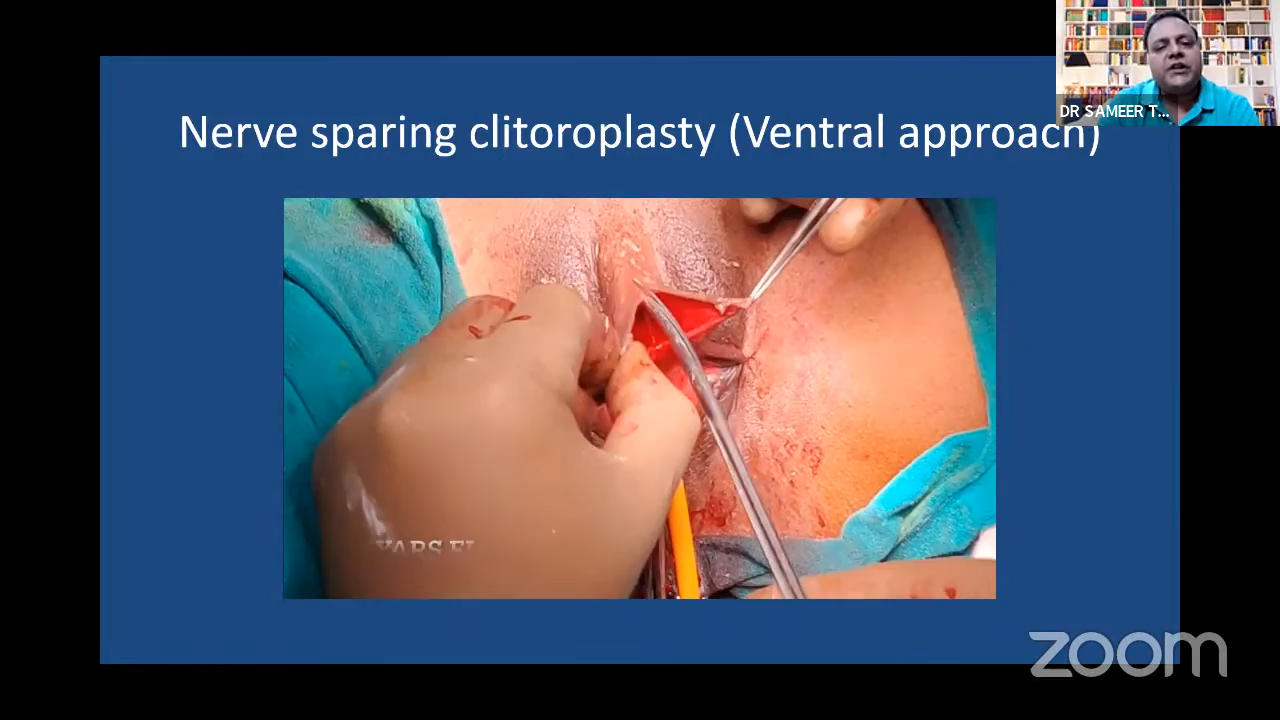 DR SAMEER T...
Nerve sparing clitoroplasty (Ventral approach)
zoom